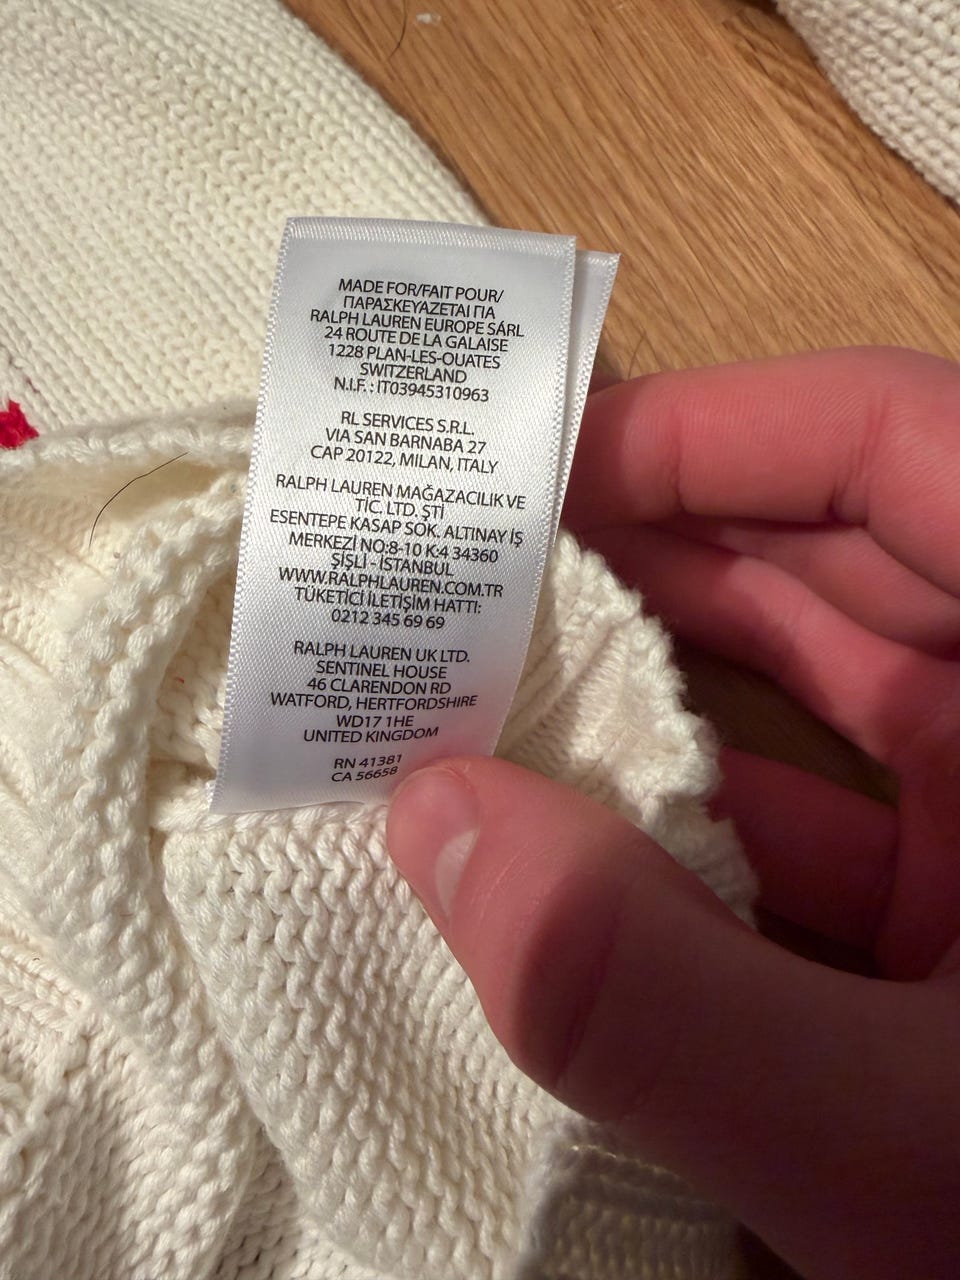 MADE FOR/FAIT POUR/
ΠΑΡΑΣΚΕΥΑΖΕΤΑΙ ΓΙΑ
RALPH LAUREN EUROPE SÁRL
24 ROUTE DE LA GALAISE
1228 PLAN-LES-OUATES
SWITZERLAND
N.I.F. : IT03945310963
RL SERVICES S.R.L.
VIA SAN BARNABA 27
CAP 20122, MILAN, ITALY
RALPH LAUREN MAĞAZACILIK VE
TİC. LTD. ŞTİ
ESENTEPE KASAP SOK. ALTINAY İŞ
MERKEZİ NO:8-10 K:4 34360
ŞİŞLİ - İSTANBUL
WWW.RALPHLAUREN.COM.TR
TÜKETİCİ İLETİŞİM HATTI:
0212 345 69 69
RALPH LAUREN UK LTD.
SENTINEL HOUSE
46 CLARENDON RD
WATFORD, HERTFORDSHIRE
WD17 1HE
UNITED KINGDOM
RN 41381
CA 56658